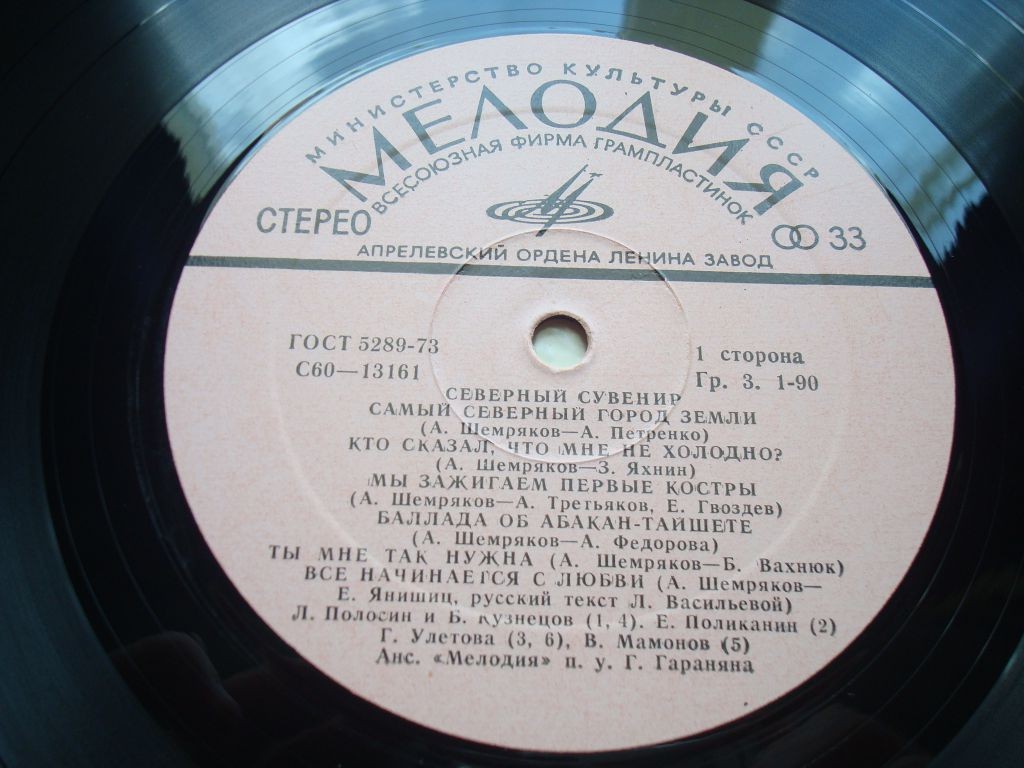 МИНИСТЕРСТВО КУЛЬТУРЫ СССР
МЕЛОДИЯ
ВСЕСОЮЗНАЯ ФИРМА ГРАМПЛАСТИНОК
СТЕРЕО
33
АПРЕЛЕВСКИЙ ОРДЕНА ЛЕНИНА ЗАВОД
ГОСТ 5289-73
С60—13161
1 сторона
Гр. 3. 1-90
СЕВЕРНЫЙ СУВЕНИР
САМЫЙ СЕВЕРНЫЙ ГОРОД ЗЕМЛИ
(А. Шемряков—А. Петренко)
КТО СКАЗАЛ, ЧТО МНЕ НЕ ХОЛОДНО?
(А. Шемряков—З. Яхнин)
МЫ ЗАЖИГАЕМ ПЕРВЫЕ КОСТРЫ
(А. Шемряков—А. Третьяков, Е. Гвоздев)
БАЛЛАДА ОБ АБАКАН-ТАЙШЕТЕ
(А. Шемряков—А. Федорова)
ТЫ МНЕ ТАК НУЖНА (А. Шемряков—Б. Вахнюк)
ВСЕ НАЧИНАЕТСЯ С ЛЮБВИ (А. Шемряков—
Е. Янишиц, русский текст Л. Васильевой)
Л. Полосин и Б. Кузнецов (1, 4). Е. Поликанин (2)
Г. Улетова (3, 6), В. Мамонов (5)
Анс. «Мелодия» п. у. Г. Гараняна